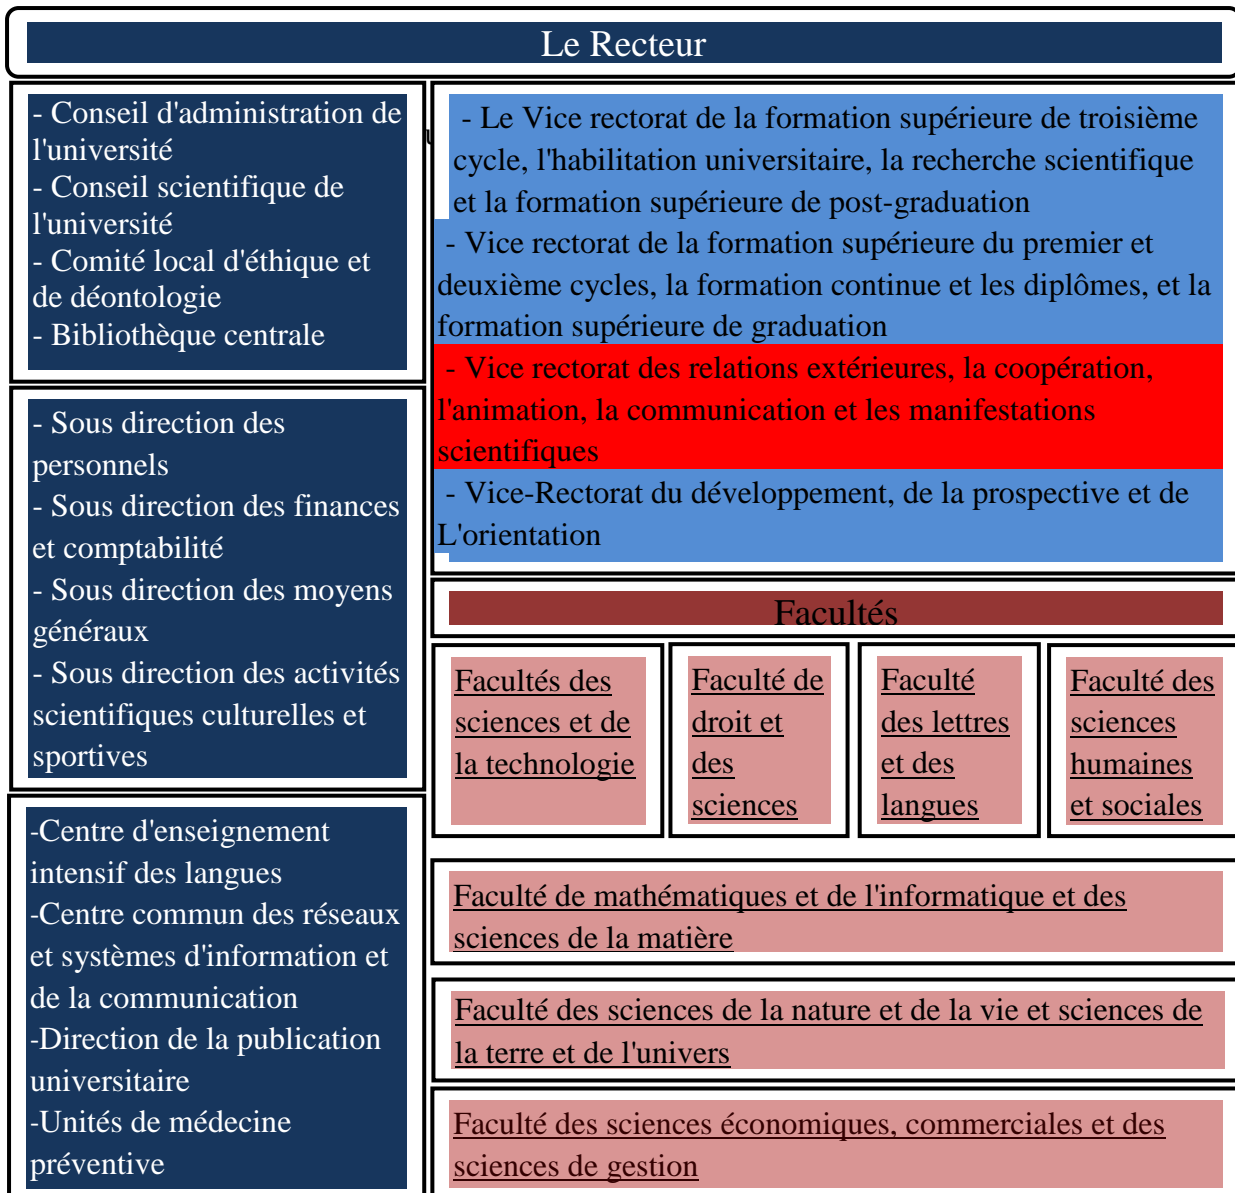 Le Recteur
- Conseil d'administration de
l'université
- Conseil scientifique de
l'université
- Comité local d'éthique et
de déontologie
- Bibliothèque centrale
- Sous direction des
personnels
- Sous direction des finances
et comptabilité
- Sous direction des moyens
généraux
- Sous direction des activités
scientifiques culturelles et
sportives
-Centre d'enseignement
intensif des langues
-Centre commun des réseaux
et systèmes d'information et
de la communication
-Direction de la publication
universitaire
-Unités de médecine
préventive
- Le Vice rectorat de la formation supérieure de troisième
cycle, l'habilitation universitaire, la recherche scientifique
et la formation supérieure de post-graduation
- Vice rectorat de la formation supérieure du premier et
deuxième cycles, la formation continue et les diplômes, et la
formation supérieure de graduation
- Vice rectorat des relations extérieures, la coopération,
l'animation, la communication et les manifestations
scientifiques
- Vice-Rectorat du développement, de la prospective et de
L'orientation
Facultés
Facultés des
sciences et de
la technologie
Faculté de
droit et
des
sciences
Faculté
des lettres
et des
langues
Faculté des
sciences
humaines
et sociales
Faculté de mathématiques et de l'informatique et des
sciences de la matière
Faculté des sciences de la nature et de la vie et sciences de
la terre et de l'univers
Faculté des sciences économiques, commerciales et des
sciences de gestion